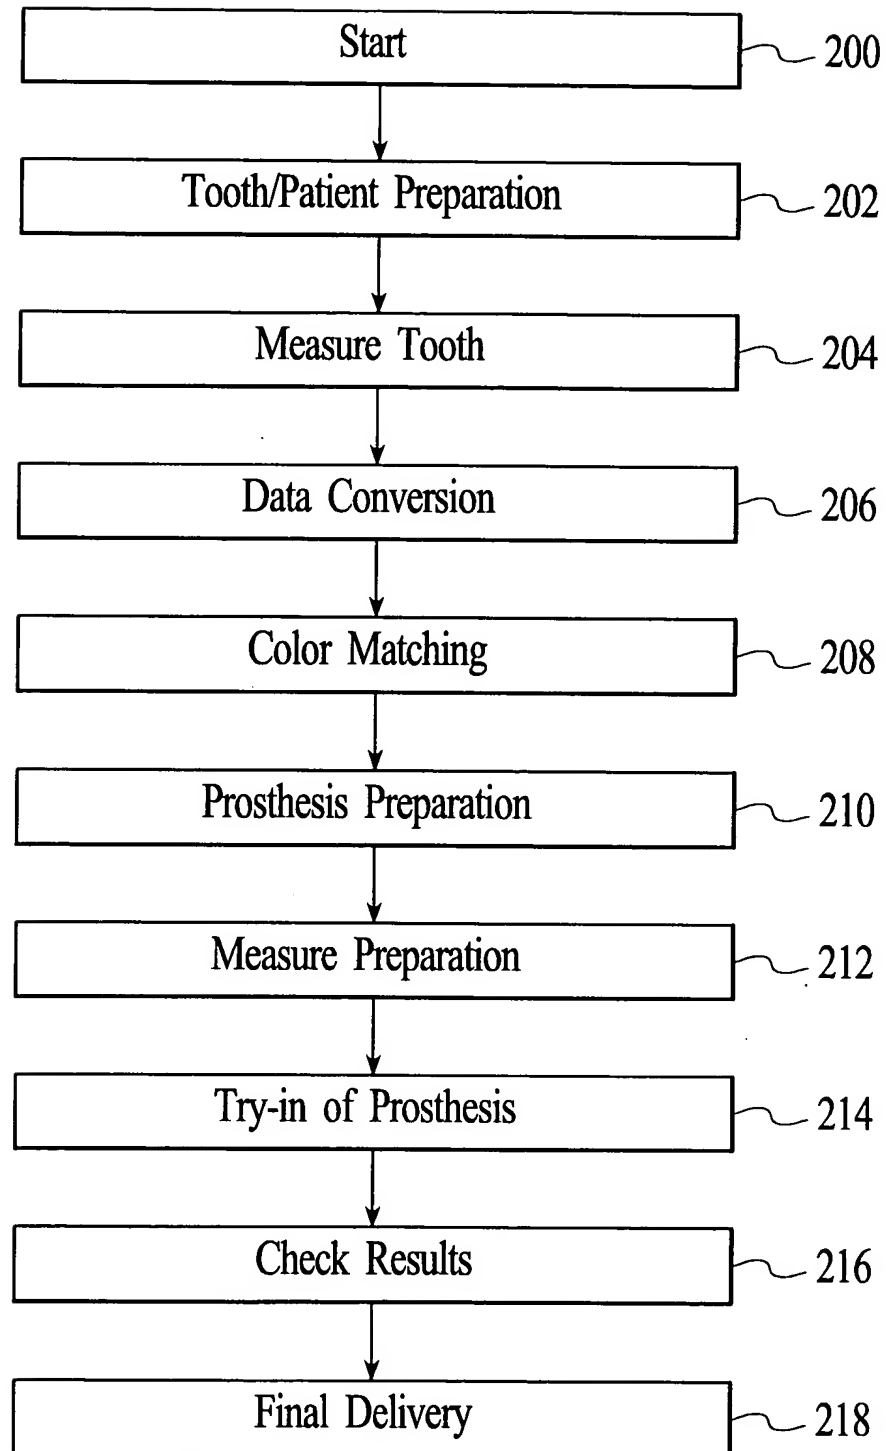 Start 200
Tooth/Patient Preparation 202
Measure Tooth 204
Data Conversion 206
Color Matching 208
Prosthesis Preparation 210
Measure Preparation 212
Try-in of Prosthesis 214
Check Results 216
Final Delivery 218